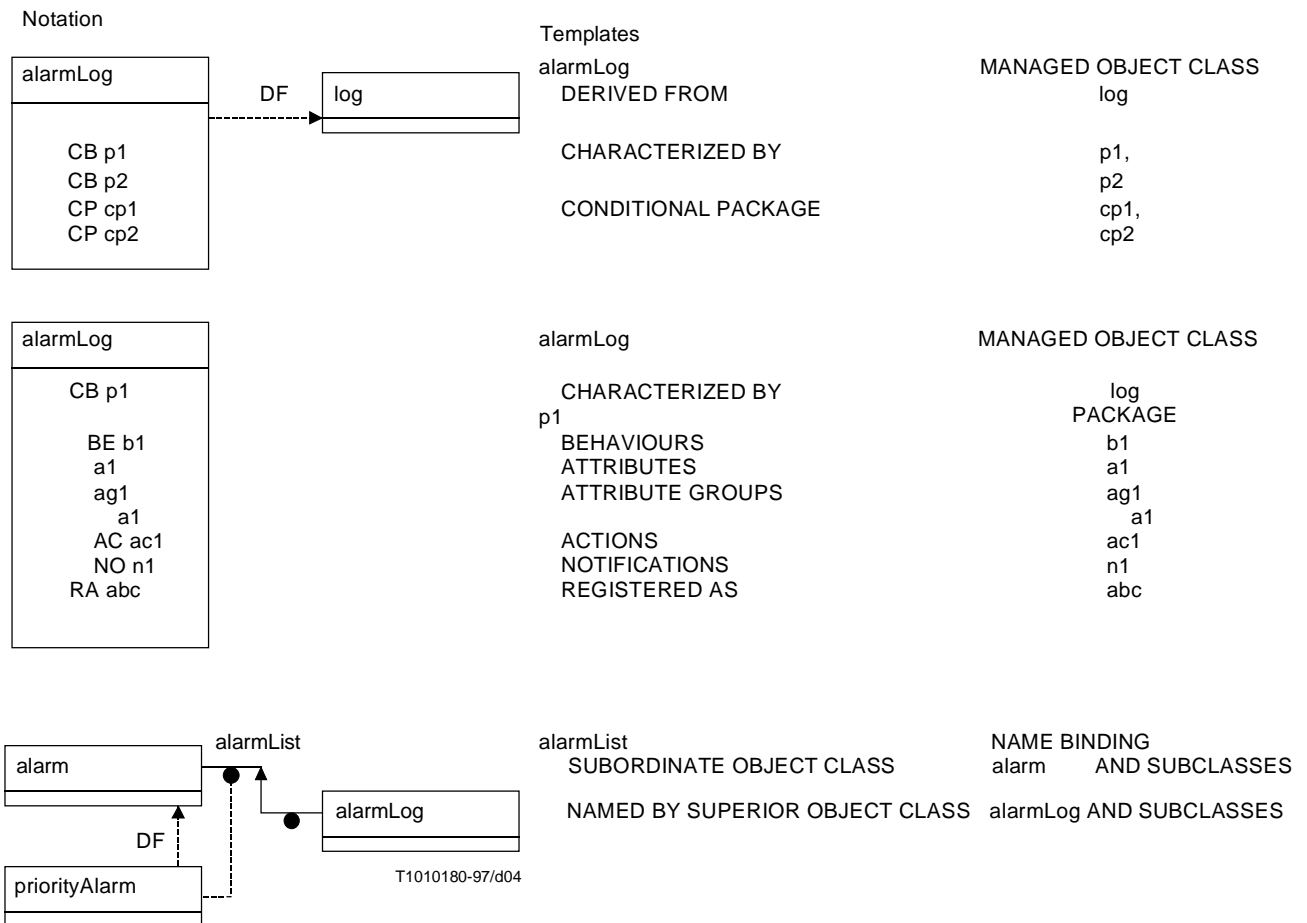 Notation
Templates
alarmLog
DF
log
CB p1
CB p2
CP cp1
CP cp2
alarmLog MANAGED OBJECT CLASS
DERIVED FROM log
CHARACTERIZED BY p1,
p2
CONDITIONAL PACKAGE cp1,
cp2
alarmLog
CB p1
BE b1
a1
ag1
a1
AC ac1
NO n1
RA abc
alarmLog MANAGED OBJECT CLASS
CHARACTERIZED BY log
p1 PACKAGE
BEHAVIOURS b1
ATTRIBUTES a1
ATTRIBUTE GROUPS ag1
a1
ACTIONS ac1
NOTIFICATIONS n1
REGISTERED AS abc
alarmList
alarm
alarmLog
DF
priorityAlarm
T1010180-97/d04
alarmList NAME BINDING
SUBORDINATE OBJECT CLASS alarm AND SUBCLASSES
NAMED BY SUPERIOR OBJECT CLASS alarmLog AND SUBCLASSES